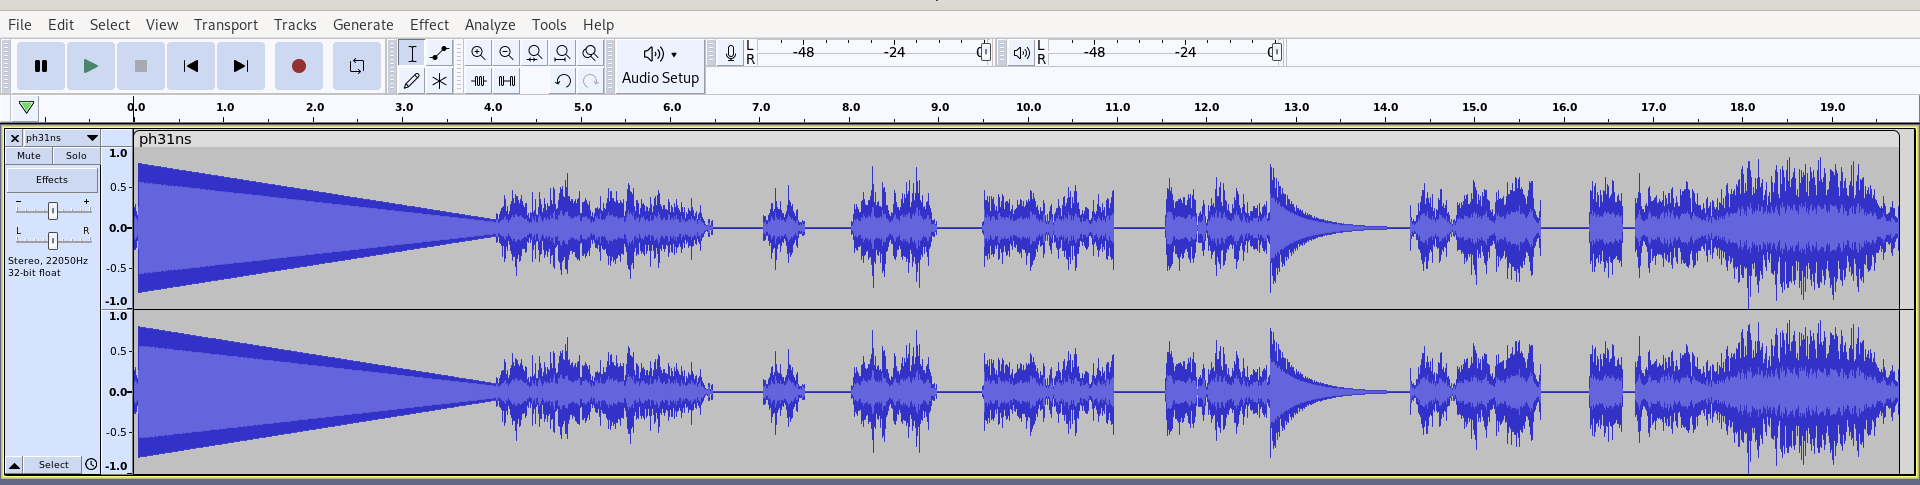 File Edit Select View Transport Tracks Generate Effect Analyze Tools Help
L
R
-48 -24 0
L
R
-48 -24 0
Audio Setup
0.0 1.0 2.0 3.0 4.0 5.0 6.0 7.0 8.0 9.0 10.0 11.0 12.0 13.0 14.0 15.0 16.0 17.0 18.0 19.0
ph31ns
ph31ns
Mute Solo
Effects
- +
L R
Stereo, 22050Hz
32-bit float
Select
1.0
0.5
0.0
-0.5
-1.0
1.0
0.5
0.0
-0.5
-1.0